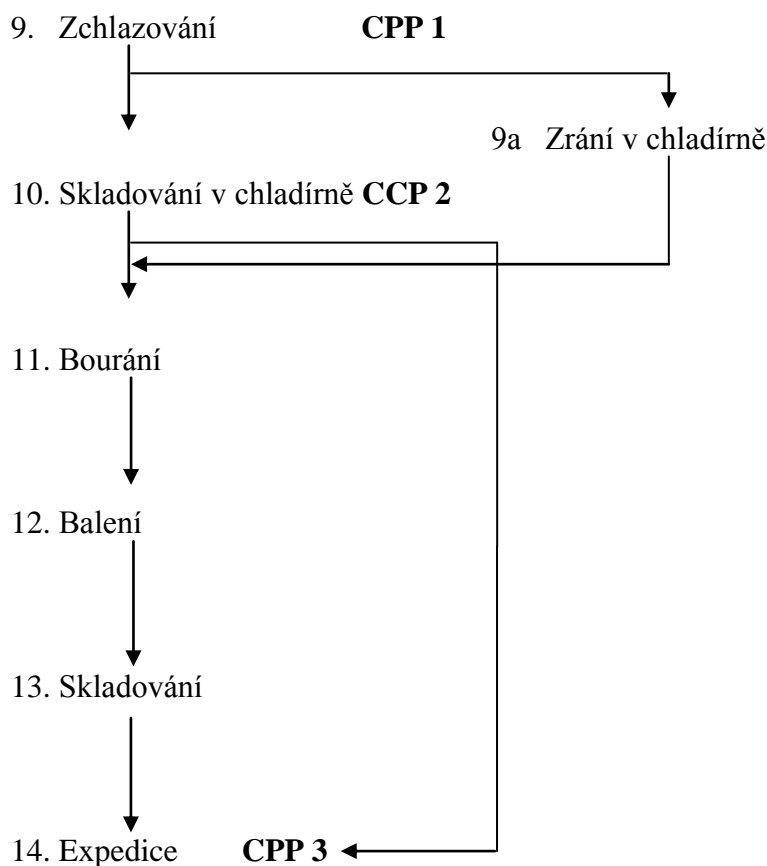 9. Zchlazování CPP 1
9a Zrání v chladírně
10. Skladování v chladírně CCP 2
11. Bourání
12. Balení
13. Skladování
14. Expedice CPP 3